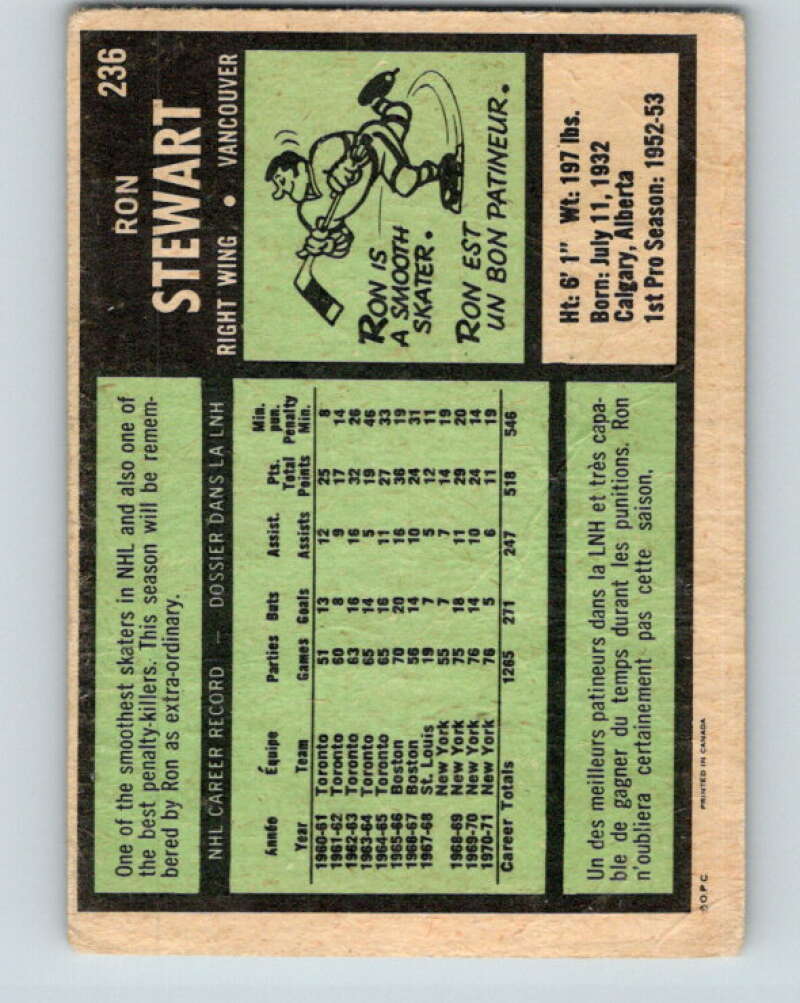 236
RON
STEWART
RIGHT WING • VANCOUVER
One of the smoothest skaters in NHL and also one of
the best penalty-killers. This season will be remem-
bered by Ron as extra-ordinary.
RON IS
A SMOOTH
SKATER.
RON EST
UN BON PATINEUR.
NHL CAREER RECORD — DOSSIER DANS LA LNH
Année Équipe Parties Buts Assist. Pts. Min.
Total pun.
Year Team Games Goals Assists Points Penalty Min.
1960-61 Toronto 51 13 12 25 8
1961-62 Toronto 60 8 9 17 14
1962-63 Toronto 63 16 16 32 26
1963-64 Toronto 65 14 5 19 46
1964-65 Toronto 65 16 11 27 33
1965-66 Boston 70 20 16 36 19
1966-67 Boston 56 14 10 24 31
1967-68 St. Louis 19 7 5 12 11
New York 55 7 7 14 19
1968-69 New York 75 18 11 29 20
1969-70 New York 76 14 10 24 14
1970-71 New York 76 5 6 11 19
Career Totals 1265 271 247 518 546
Ht: 6' 1" Wt: 197 lbs.
Born: July 11, 1932
Calgary, Alberta
1st Pro Season: 1952-53
Un des meilleurs patineurs dans la LNH et très capa-
ble de gagner du temps durant les punitions. Ron
n'oubliera certainement pas cette saison.
© O.P.C. PRINTED IN CANADA